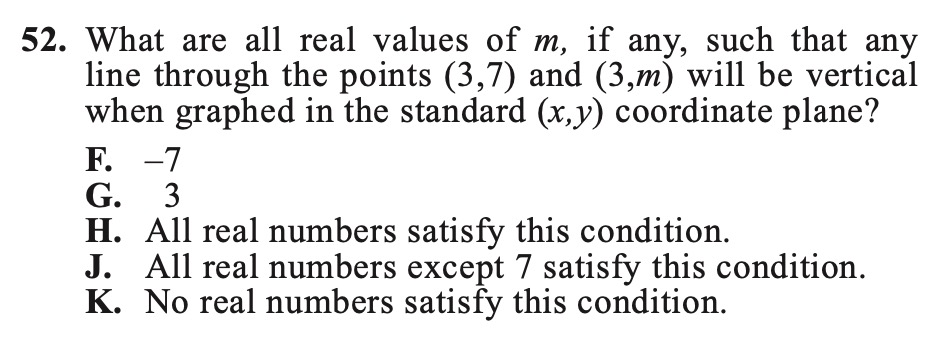 52. What are all real values of m, if any, such that any
line through the points (3,7) and (3,m) will be vertical
when graphed in the standard (x,y) coordinate plane?
F. –7
G. 3
H. All real numbers satisfy this condition.
J. All real numbers except 7 satisfy this condition.
K. No real numbers satisfy this condition.